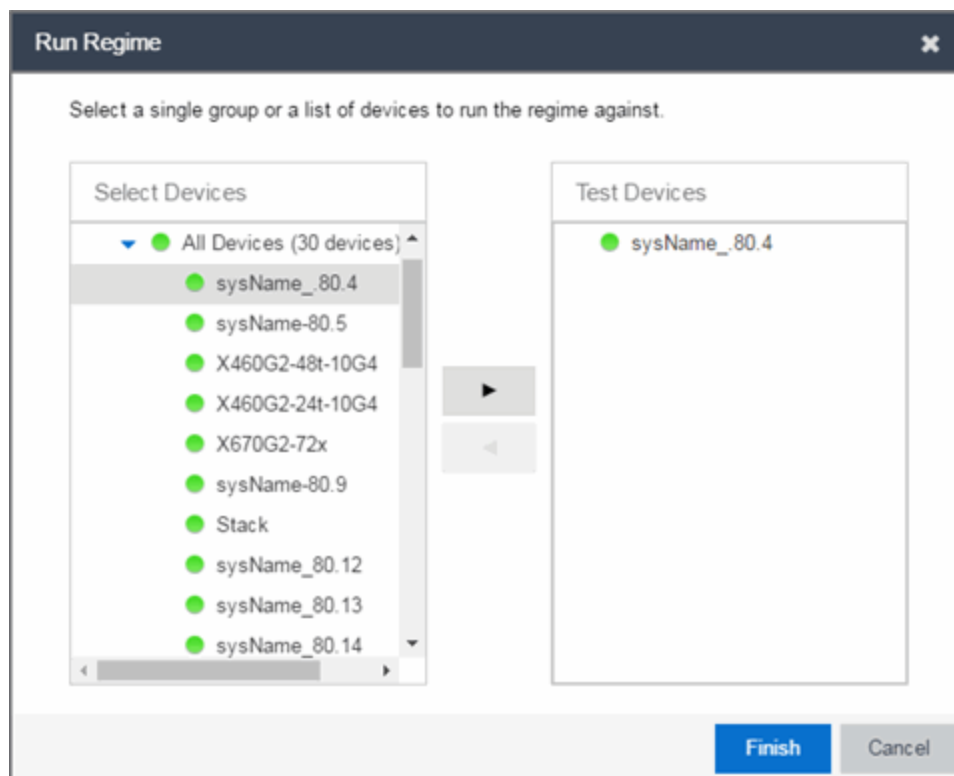 Run Regime
Select a single group or a list of devices to run the regime against.
Select Devices
All Devices (30 devices)
sysName_.80.4
sysName-80.5
X460G2-48t-10G4
X460G2-24t-10G4
X670G2-72x
sysName-80.9
Stack
sysName_80.12
sysName_80.13
sysName_80.14
Test Devices
sysName_.80.4
Finish
Cancel